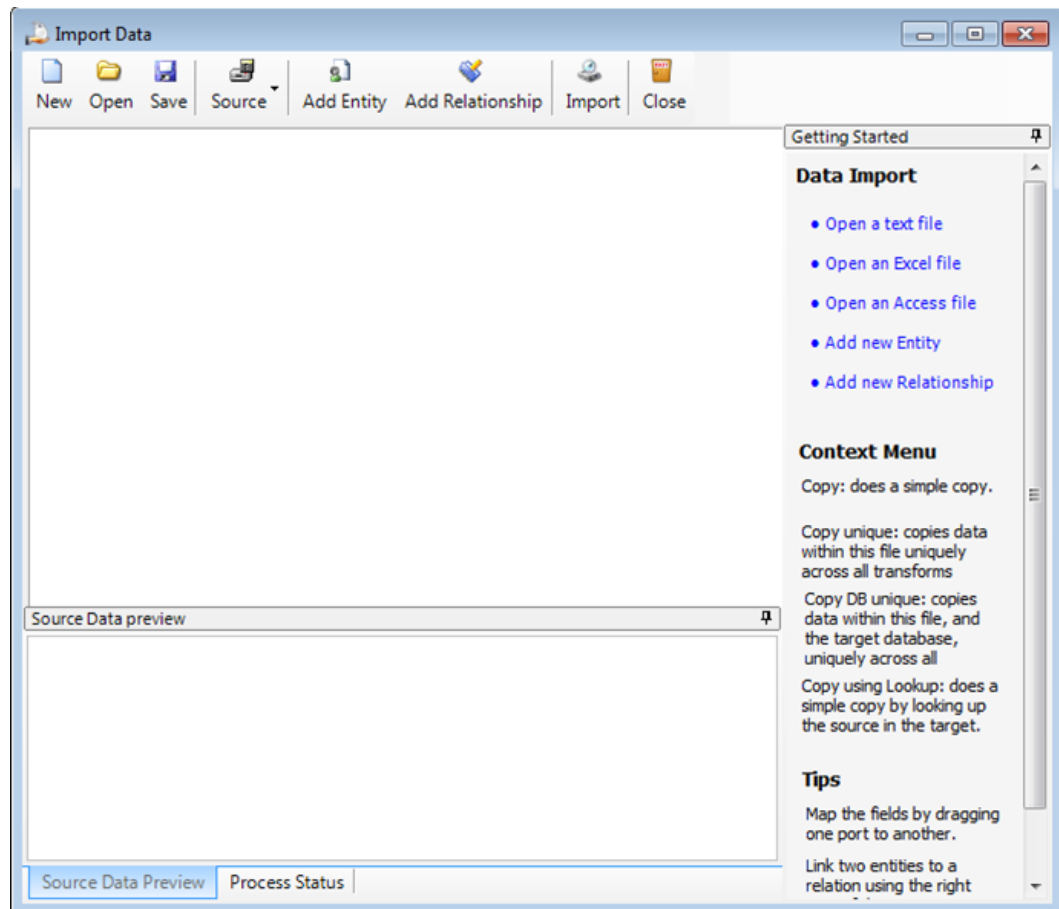 Import Data
New Open Save Source Add Entity Add Relationship Import Close
Getting Started
Data Import
• Open a text file
• Open an Excel file
• Open an Access file
• Add new Entity
• Add new Relationship
Context Menu
Copy: does a simple copy.
Copy unique: copies data
within this file uniquely
across all transforms
Copy DB unique: copies
data within this file, and
the target database,
uniquely across all
Copy using Lookup: does a
simple copy by looking up
the source in the target.
Tips
Map the fields by dragging
one port to another.
Link two entities to a
relation using the right
Source Data preview
Source Data Preview Process Status